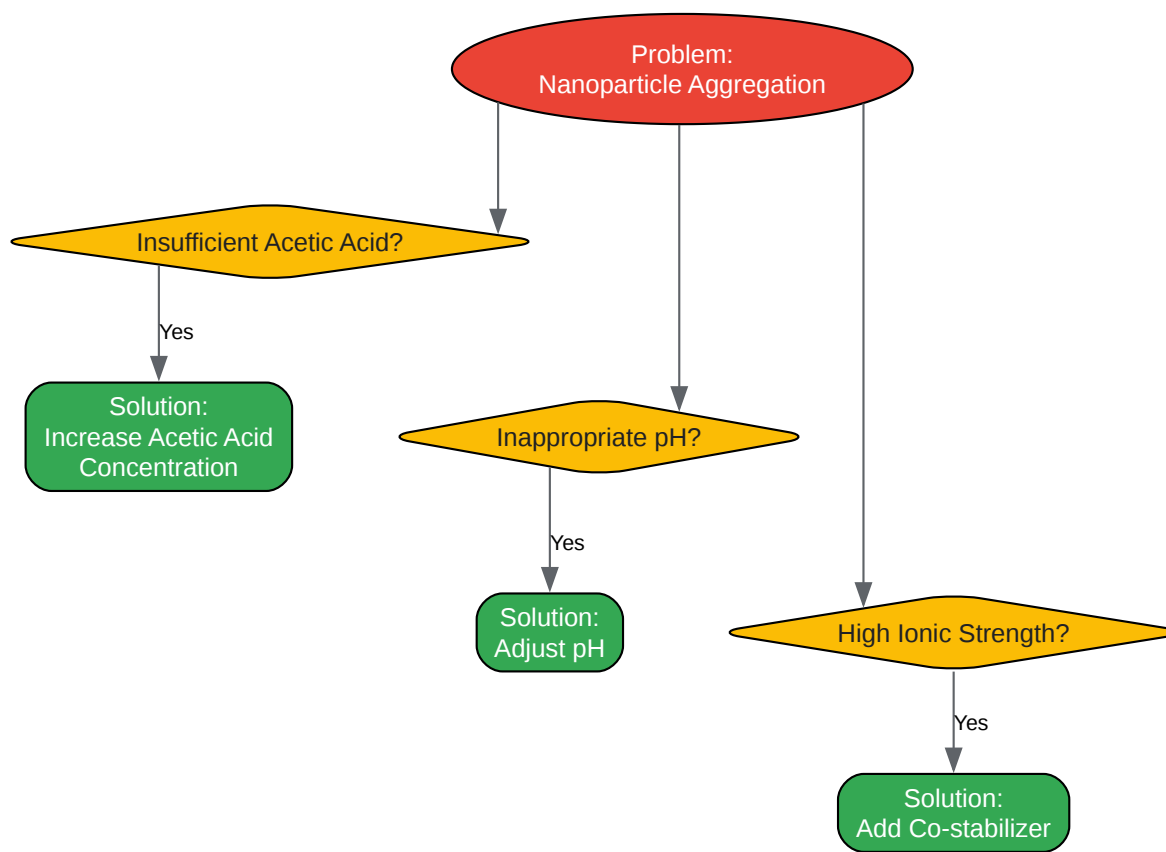 Problem:
Nanoparticle Aggregation
Insufficient Acetic Acid?
Yes
Solution:
Increase Acetic Acid
Concentration
Inappropriate pH?
Yes
Solution:
Adjust pH
High Ionic Strength?
Yes
Solution:
Add Co-stabilizer